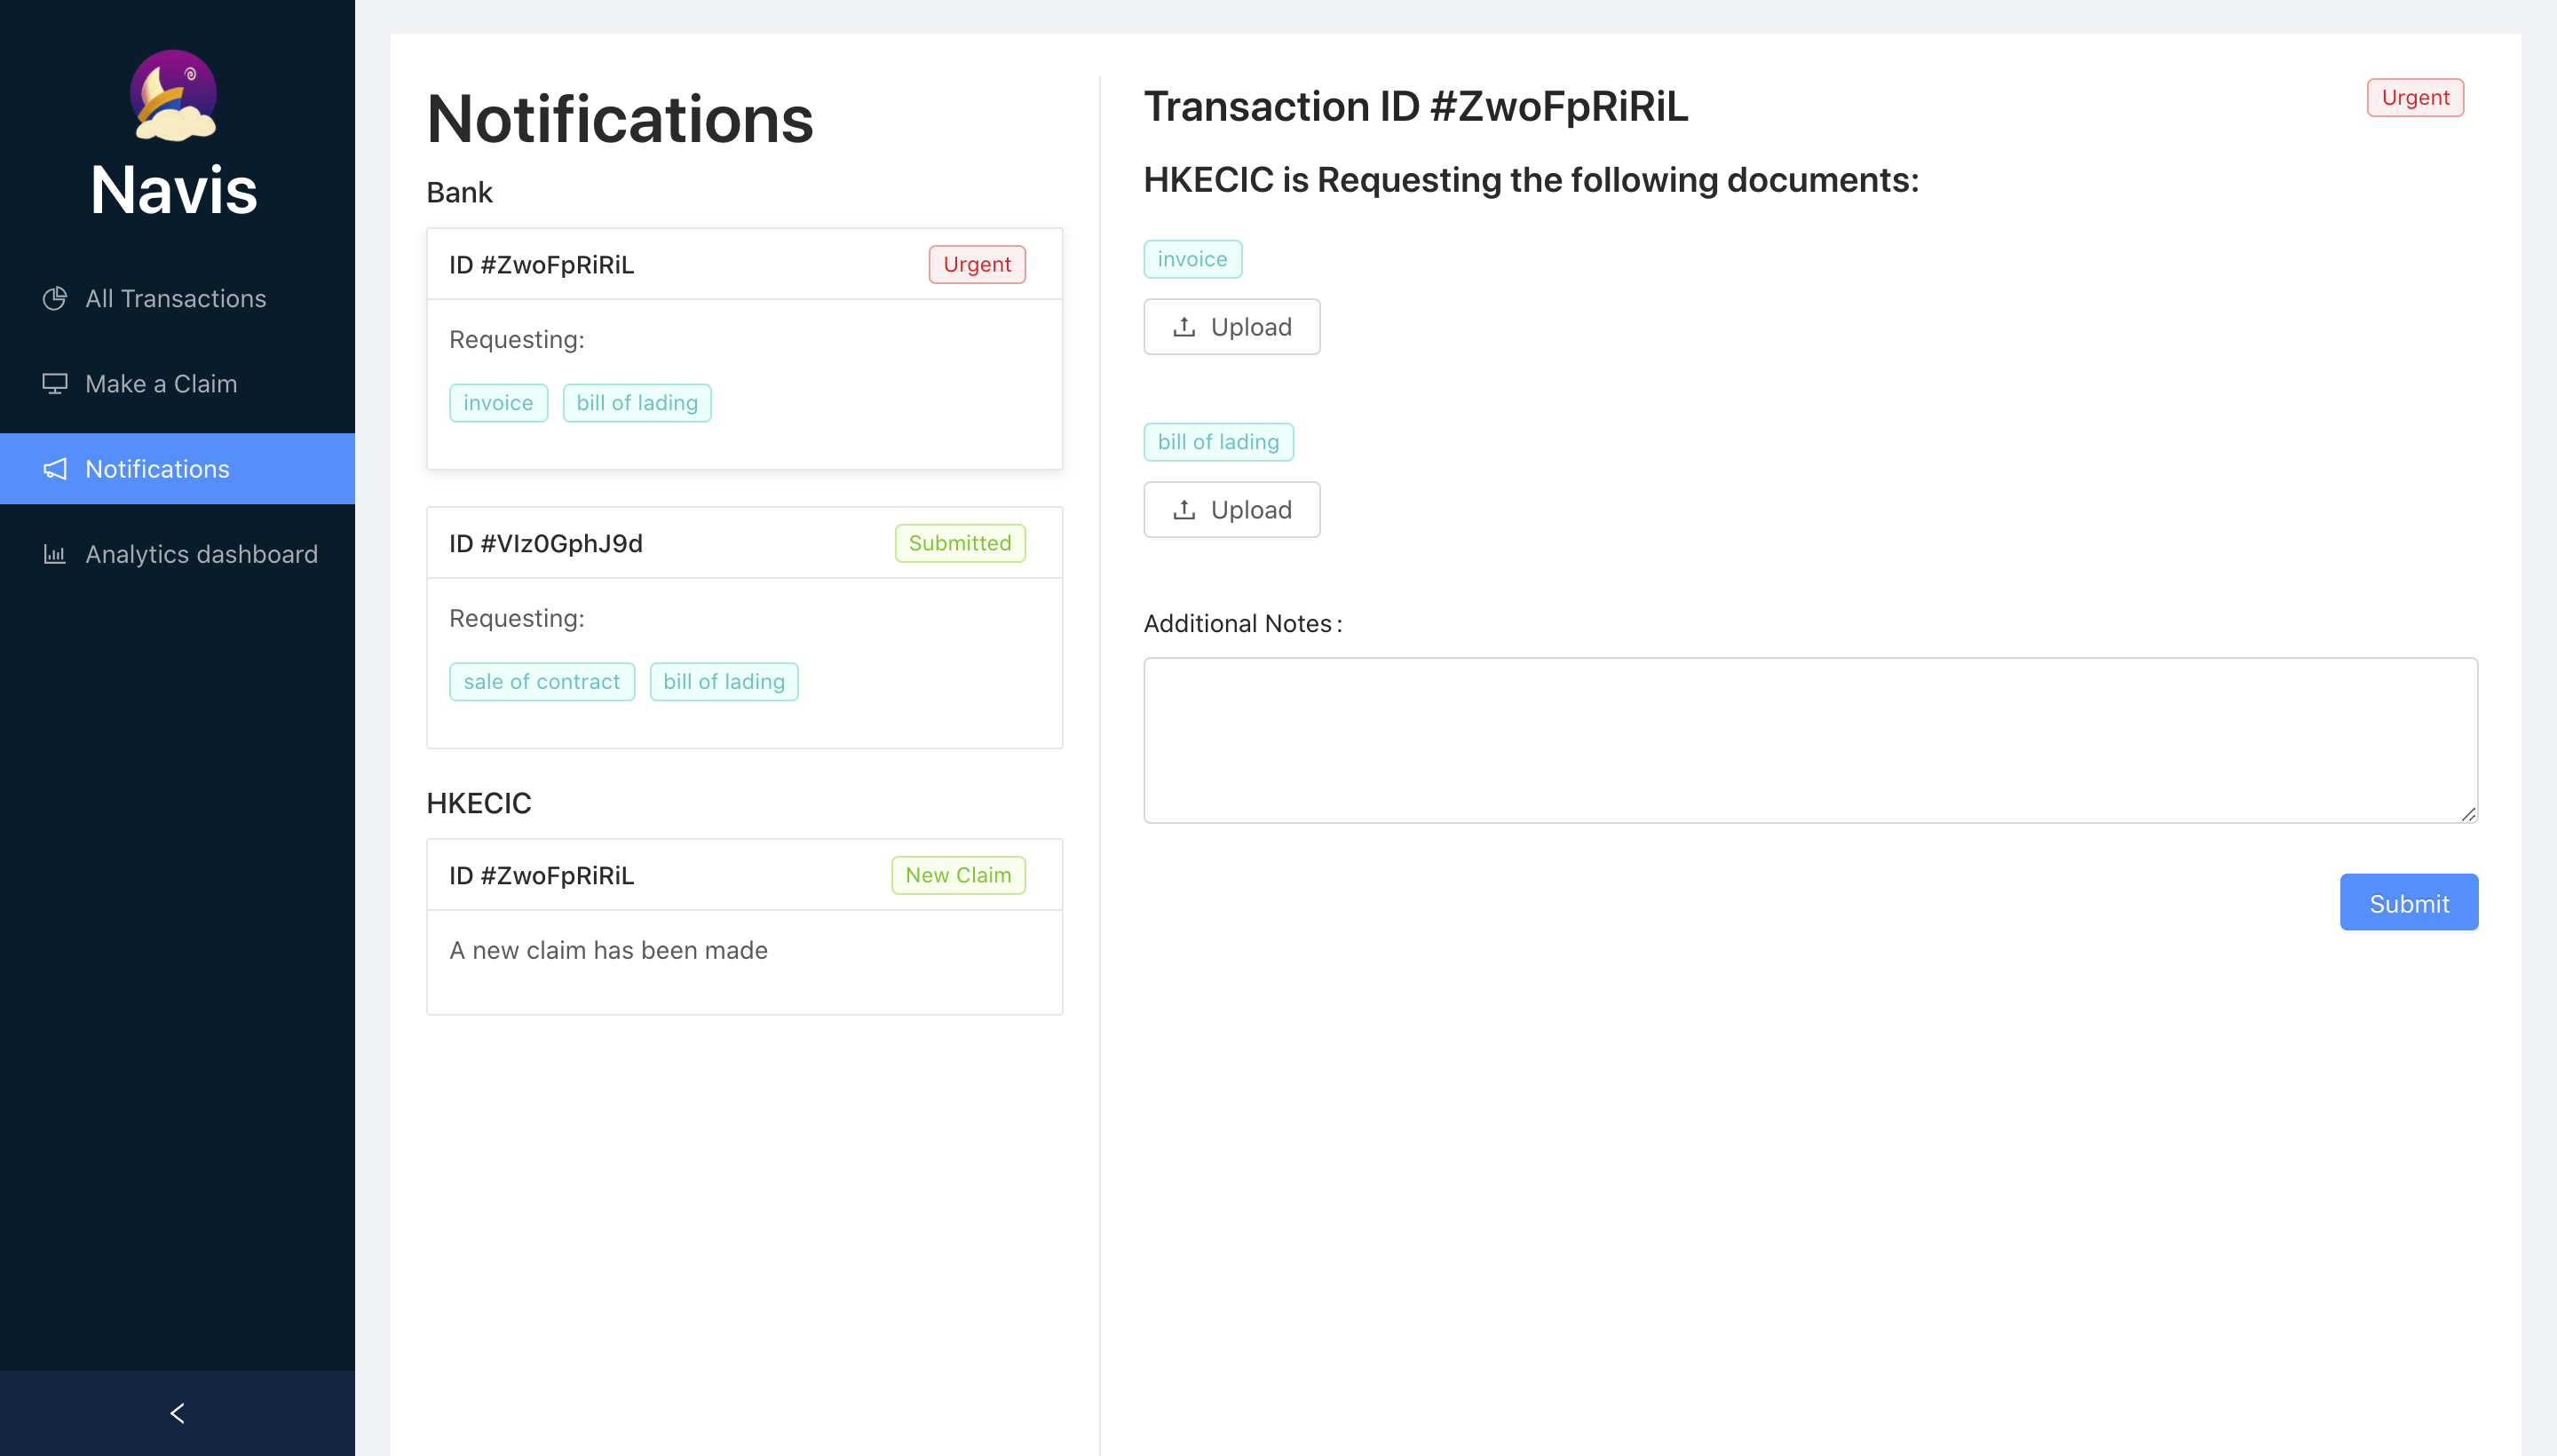 Navis
All Transactions
Make a Claim
Notifications
Analytics dashboard
Notifications
Bank
ID #ZwoFpRiRiL
Urgent
Requesting:
invoice
bill of lading
ID #VIz0GphJ9d
Submitted
Requesting:
sale of contract
bill of lading
HKECIC
ID #ZwoFpRiRiL
New Claim
A new claim has been made
Transaction ID #ZwoFpRiRiL
Urgent
HKECIC is Requesting the following documents:
invoice
Upload
bill of lading
Upload
Additional Notes:
Submit